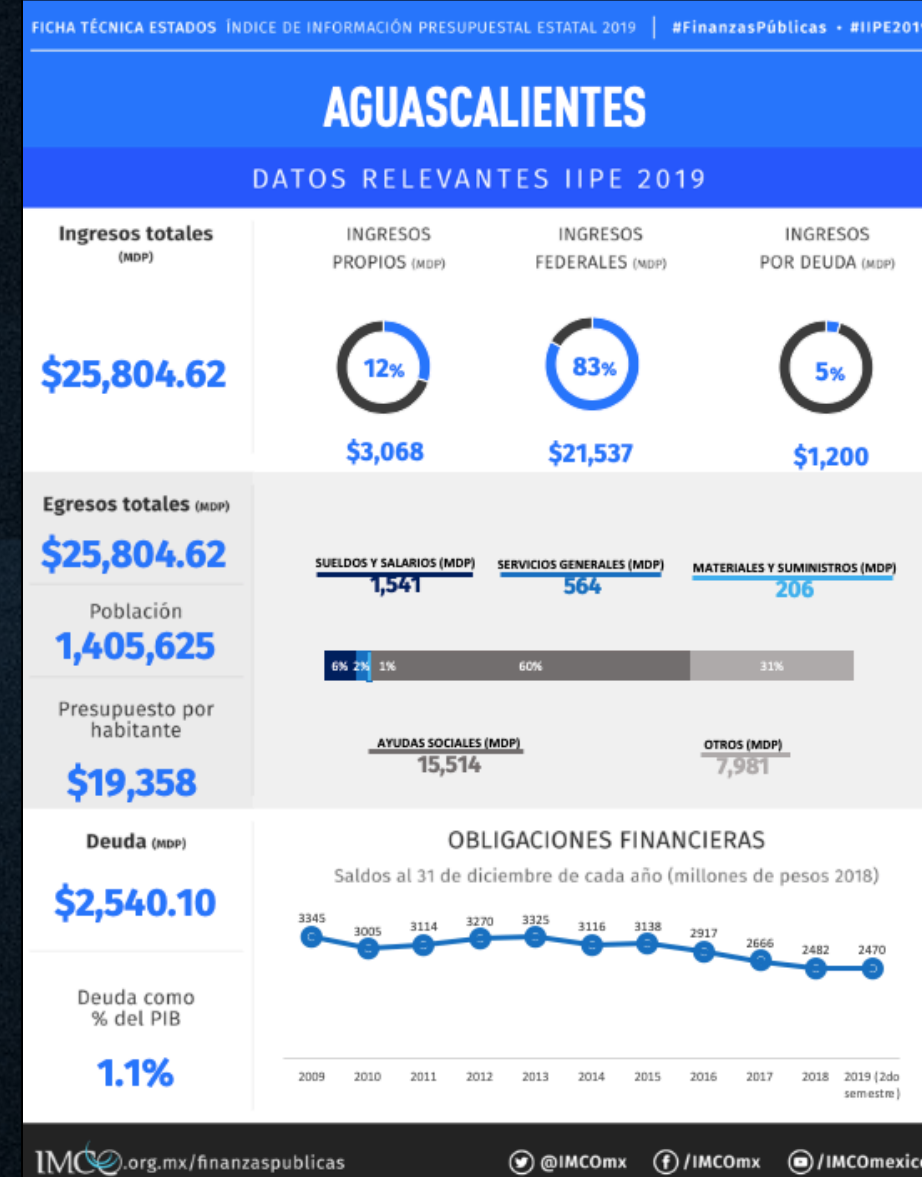 FICHA TÉCNICA ESTADOS ÍNDICE DE INFORMACIÓN PRESUPUESTAL ESTATAL 2019 | #FinanzasPúblicas • #IIPE2019
AGUASCALIENTES
DATOS RELEVANTES IIPE 2019
Ingresos totales
(MDP)
$25,804.62
INGRESOS
PROPIOS (MDP)
12%
$3,068
INGRESOS
FEDERALES (MDP)
83%
$21,537
INGRESOS
POR DEUDA (MDP)
5%
$1,200
Egresos totales (MDP)
$25,804.62
Población
1,405,625
Presupuesto por
habitante
$19,358
SUELDOS Y SALARIOS (MDP)
1,541
SERVICIOS GENERALES (MDP)
564
MATERIALES Y SUMINISTROS (MDP)
206
6% 2% 1% 60% 31%
AYUDAS SOCIALES (MDP)
15,514
OTROS (MDP)
7,981
Deuda (MDP)
$2,540.10
Deuda como
% del PIB
1.1%
OBLIGACIONES FINANCIERAS
Saldos al 31 de diciembre de cada año (millones de pesos 2018)
3345 3005 3114 3270 3325 3116 3138 2917 2666 2482 2470
2009 2010 2011 2012 2013 2014 2015 2016 2017 2018 2019 (2do
semestre)
IMCO.org.mx/finanzaspublicas @IMCOmx /IMCOmx /IMCOmexico